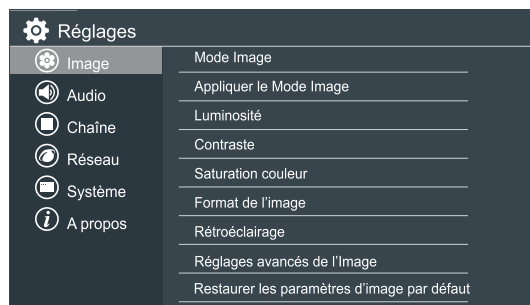 Réglages
Image
Audio
Chaîne
Réseau
Système
A propos
Mode Image
Appliquer le Mode Image
Luminosité
Contraste
Saturation couleur
Format de l'image
Rétroéclairage
Réglages avancés de l'Image
Restaurer les paramètres d'image par défaut